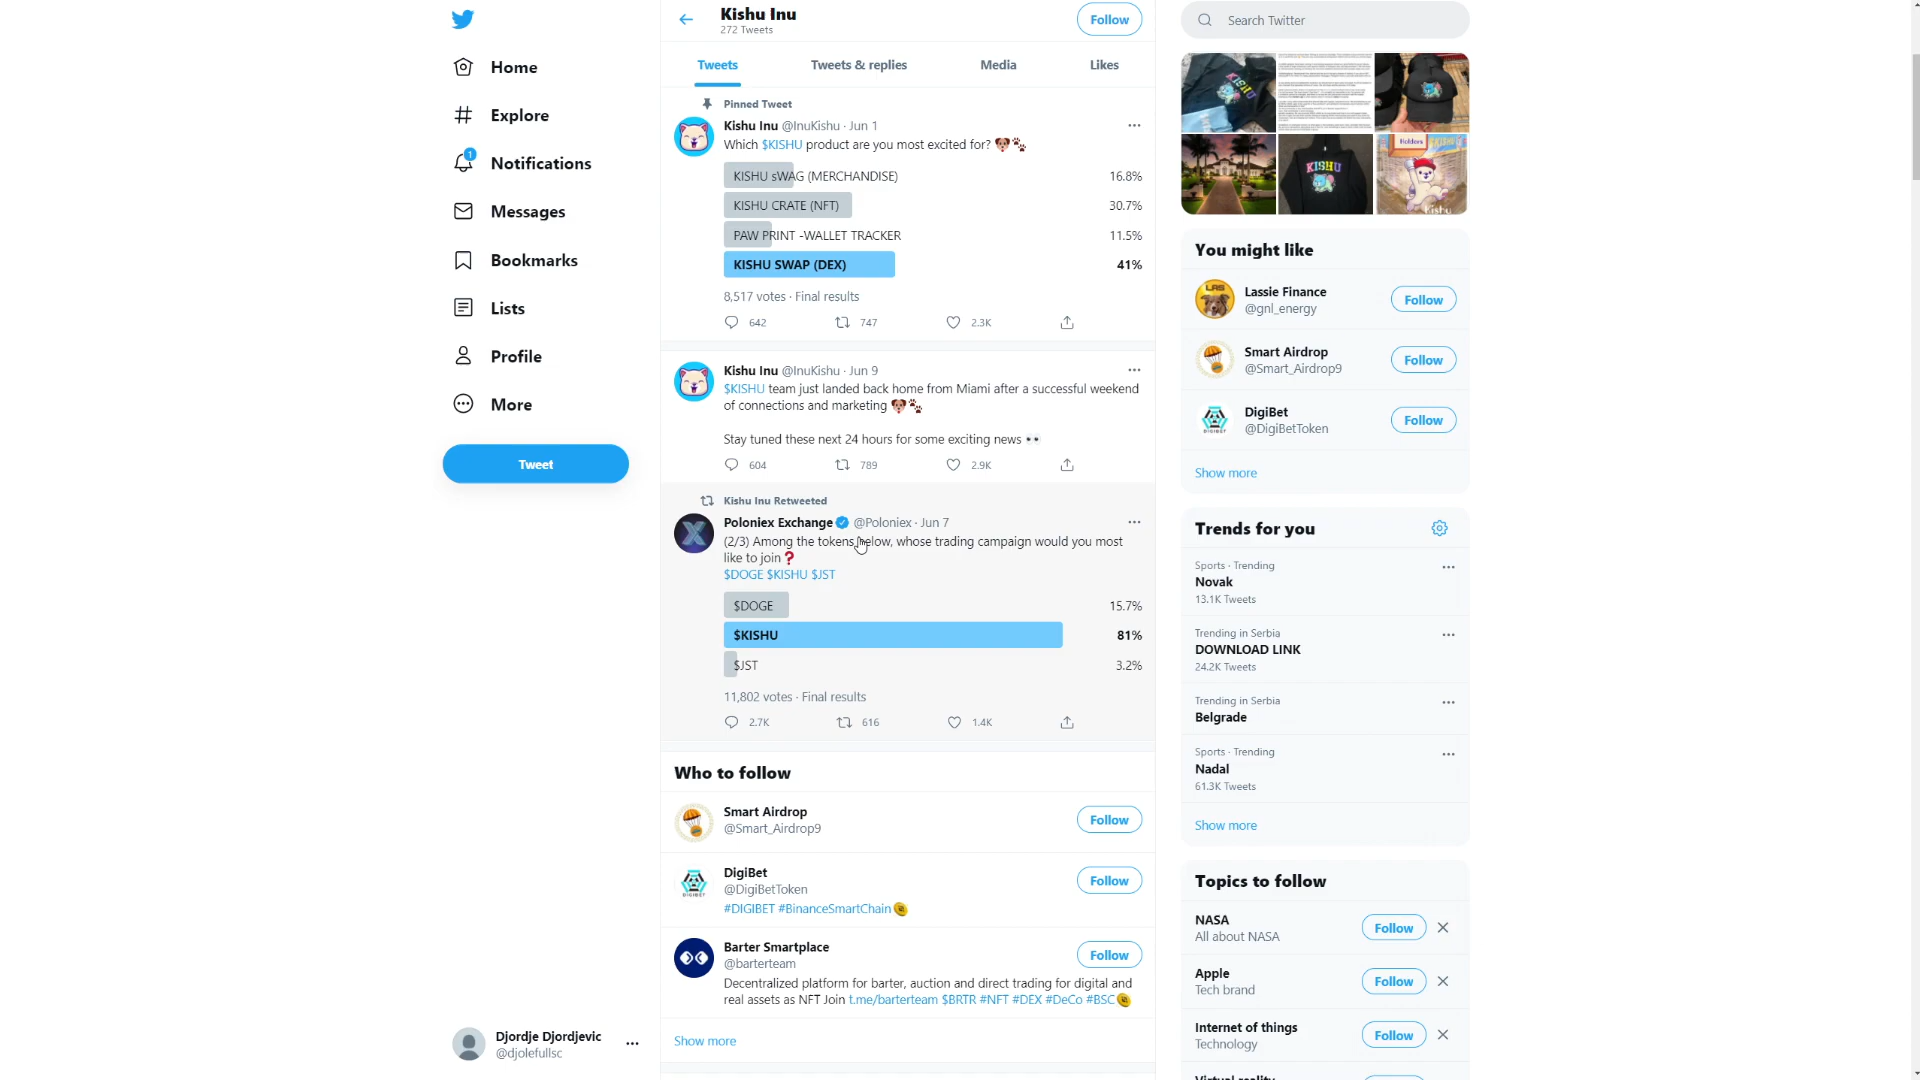 Home
Explore
1
Notifications
Messages
Bookmarks
Lists
Profile
More
Tweet
Djordje Djordjevic
@djolefullsc
Kishu Inu
272 Tweets
Follow
Tweets
Tweets & replies
Media
Likes
Pinned Tweet
Kishu Inu @InuKishu · Jun 1
Which $KISHU product are you most excited for?
KISHU sWAG (MERCHANDISE) 16.8%
KISHU CRATE (NFT) 30.7%
PAW PRINT -WALLET TRACKER 11.5%
KISHU SWAP (DEX) 41%
8,517 votes · Final results
642 747 2.3K
Kishu Inu @InuKishu · Jun 9
$KISHU team just landed back home from Miami after a successful weekend
of connections and marketing
Stay tuned these next 24 hours for some exciting news
604 789 2.9K
Kishu Inu Retweeted
Poloniex Exchange @Poloniex · Jun 7
(2/3) Among the tokens below, whose trading campaign would you most
like to join❓
$DOGE $KISHU $JST
$DOGE 15.7%
$KISHU 81%
$JST 3.2%
11,802 votes · Final results
2.7K 616 1.4K
Who to follow
Smart Airdrop
@Smart_Airdrop9
Follow
DigiBet
@DigiBetToken
Follow
#DIGIBET #BinanceSmartChain
Barter Smartplace
@barterteam
Follow
Decentralized platform for barter, auction and direct trading for digital and
real assets as NFT Join t.me/barterteam $BRTR #NFT #DEX #DeCo #BSC
Show more
Search Twitter
KISHU
Holders
Kishu
You might like
Lassie Finance
@gnl_energy
Follow
Smart Airdrop
@Smart_Airdrop9
Follow
DigiBet
@DigiBetToken
Follow
Show more
Trends for you
Sports · Trending
Novak
13.1K Tweets
Trending in Serbia
DOWNLOAD LINK
24.2K Tweets
Trending in Serbia
Belgrade
Sports · Trending
Nadal
61.3K Tweets
Show more
Topics to follow
NASA
All about NASA
Follow
Apple
Tech brand
Follow
Internet of things
Technology
Follow
Virtual reality